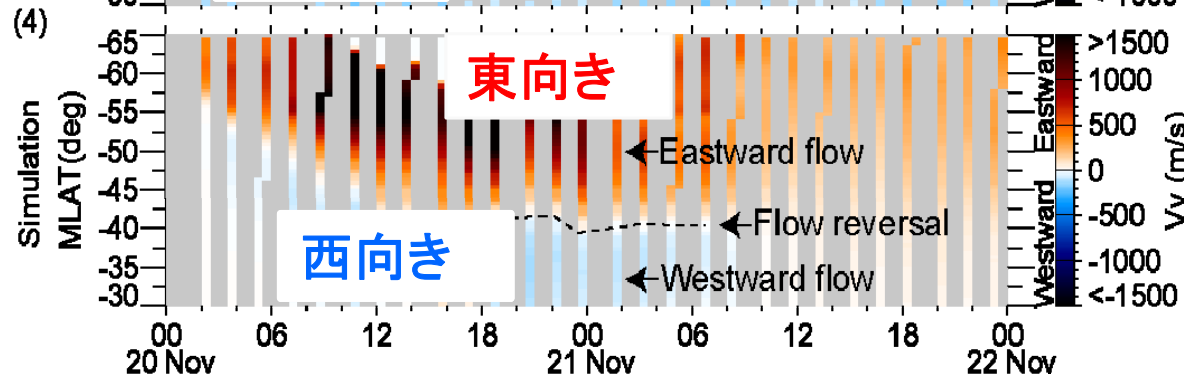 (4)
Simulation
MLAT(deg)
-65
-60
-55
-50
-45
-40
-35
-30
東向き
西向き
Eastward flow
Flow reversal
Westward flow
00 06 12 18 00 06 12 18 00
20 Nov 21 Nov 22 Nov
Eastward
Westward
>1500
1000
500
0
-500
-1000
<-1500
Vy (m/s)